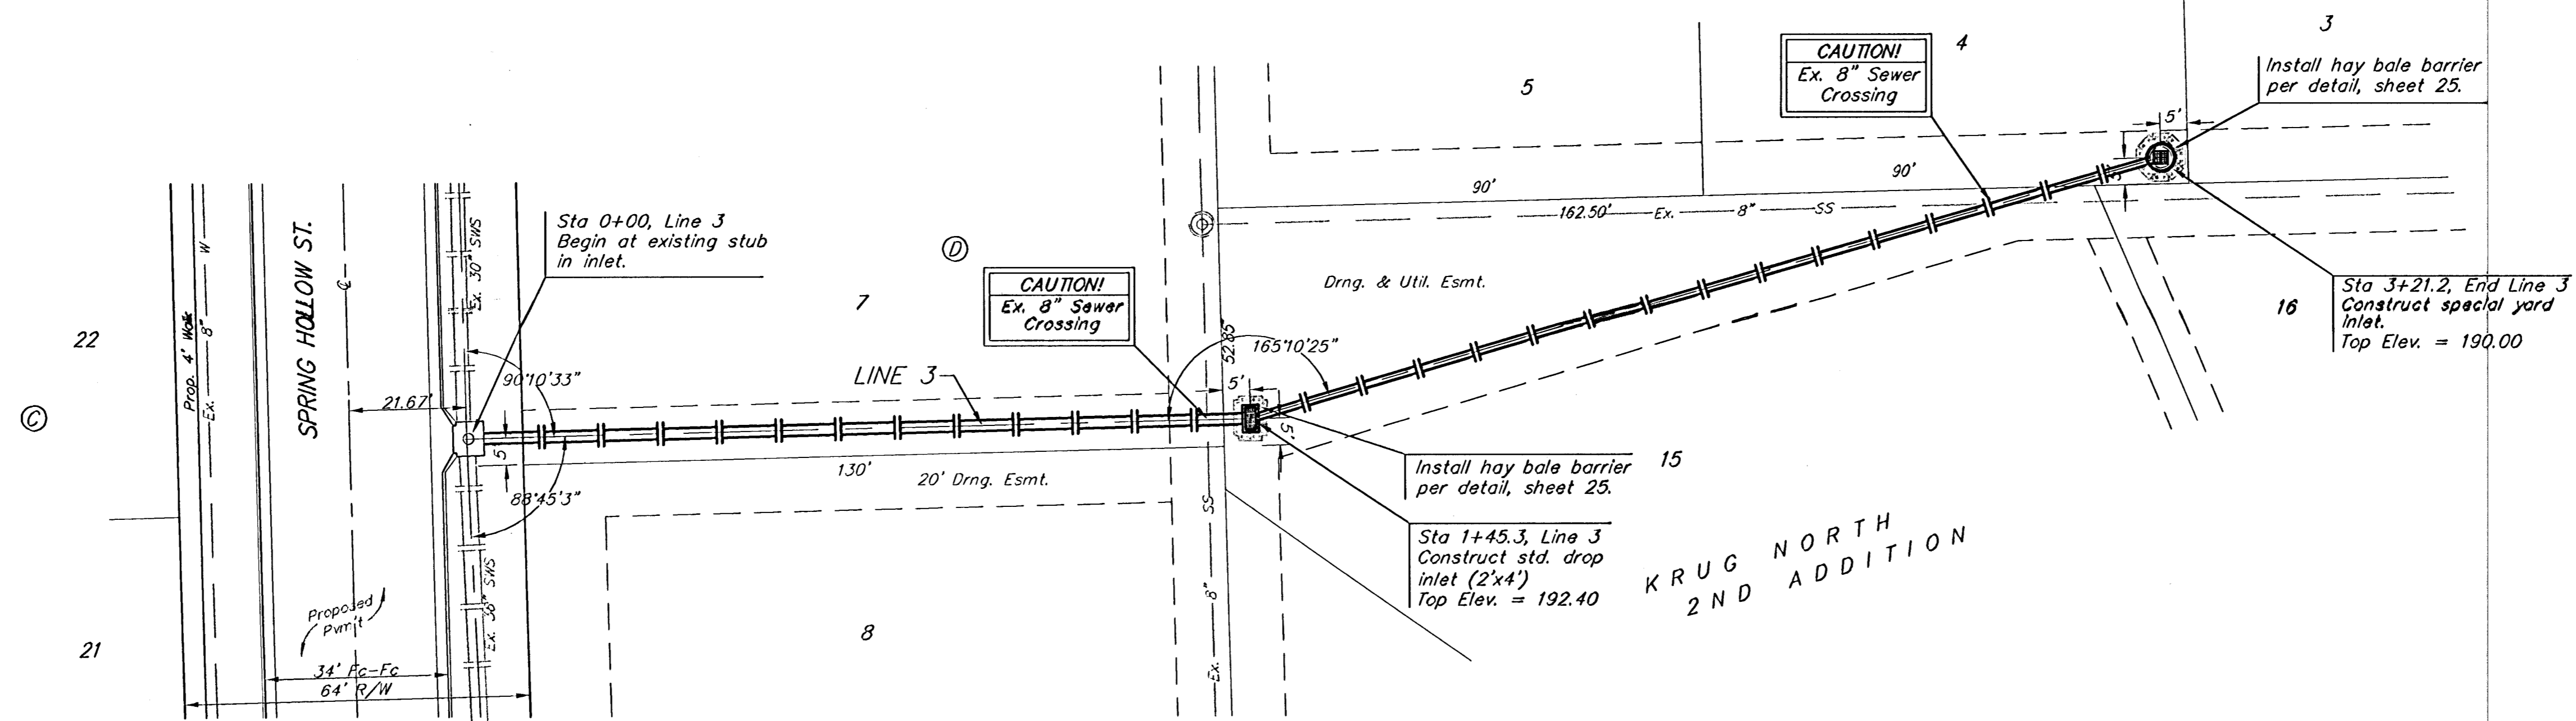 3
4
CAUTION!
Ex. 8" Sewer
Crossing
Install hay bale barrier
per detail, sheet 25.
5
5'
5'
90'
90'
162.50' Ex. 8" SS
Sta 0+00, Line 3
Begin at existing stub
in inlet.
D
7
CAUTION!
Ex. 8" Sewer
Crossing
Drng. & Util. Esmt.
Sta 3+21.2, End Line 3
Construct special yard
Inlet.
Top Elev. = 190.00
16
22
Prop. 4' Walk
Ex. 8" W
SPRING HOLLOW ST.
℄
Ex. 30" SWS
21.67'
90°10'33"
LINE 3
52.85'
165°10'25"
5'
5'
C
5'
130'
20' Drng. Esmt.
88°45'3"
Install hay bale barrier
per detail, sheet 25.
15
Sta 1+45.3, Line 3
Construct std. drop
inlet (2'x4')
Top Elev. = 192.40
KRUG NORTH
2ND ADDITION
Proposed
Pvm't
SWS
Ex. 8" SS
8
21
34' Fc-Fc
64' R/W